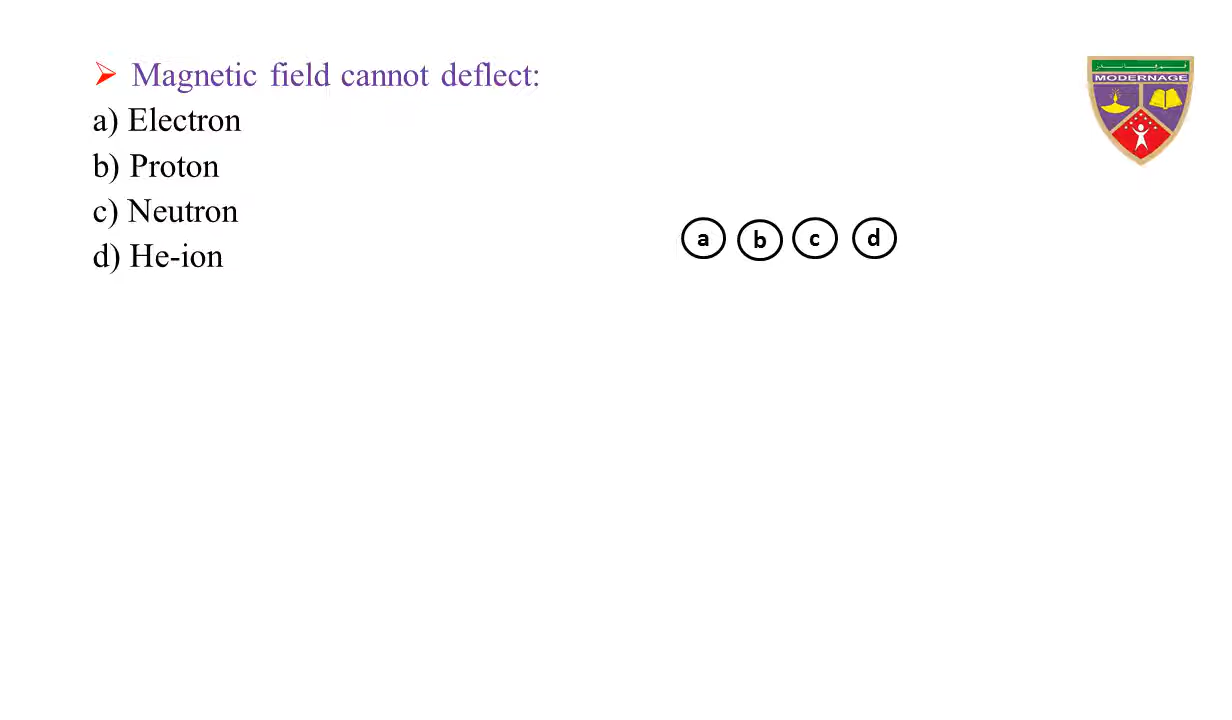 ➢ Magnetic field cannot deflect:
a) Electron
b) Proton
c) Neutron
d) He-ion
a b c d
MODERNAGE